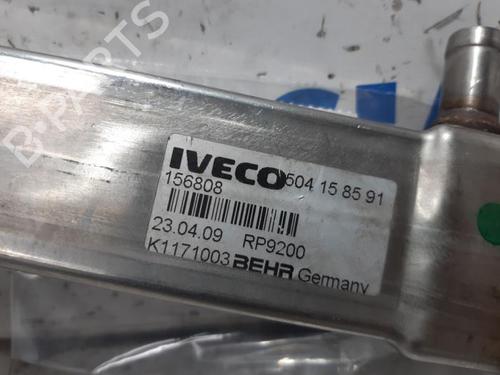 B-PARTS
IVECO 504 15 85 91
156808
23.04.09 RP9200
K1171003 BEHR Germany